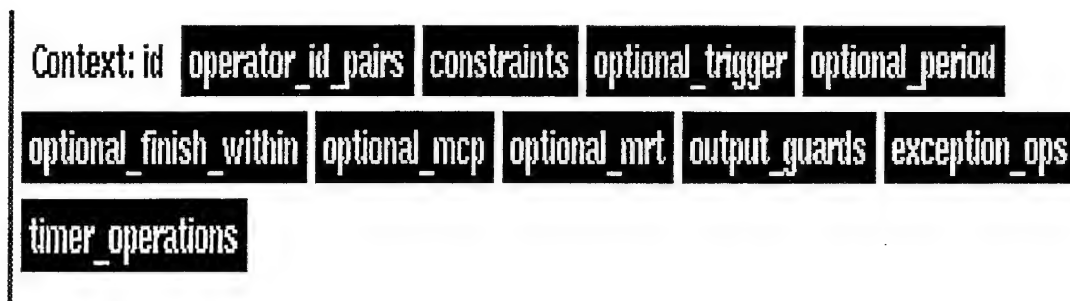 Context: id operator_id_pairs constraints optional_trigger optional_period
optional_finish_within optional_mcp optional_mrt output_guards exception_ops
timer_operations